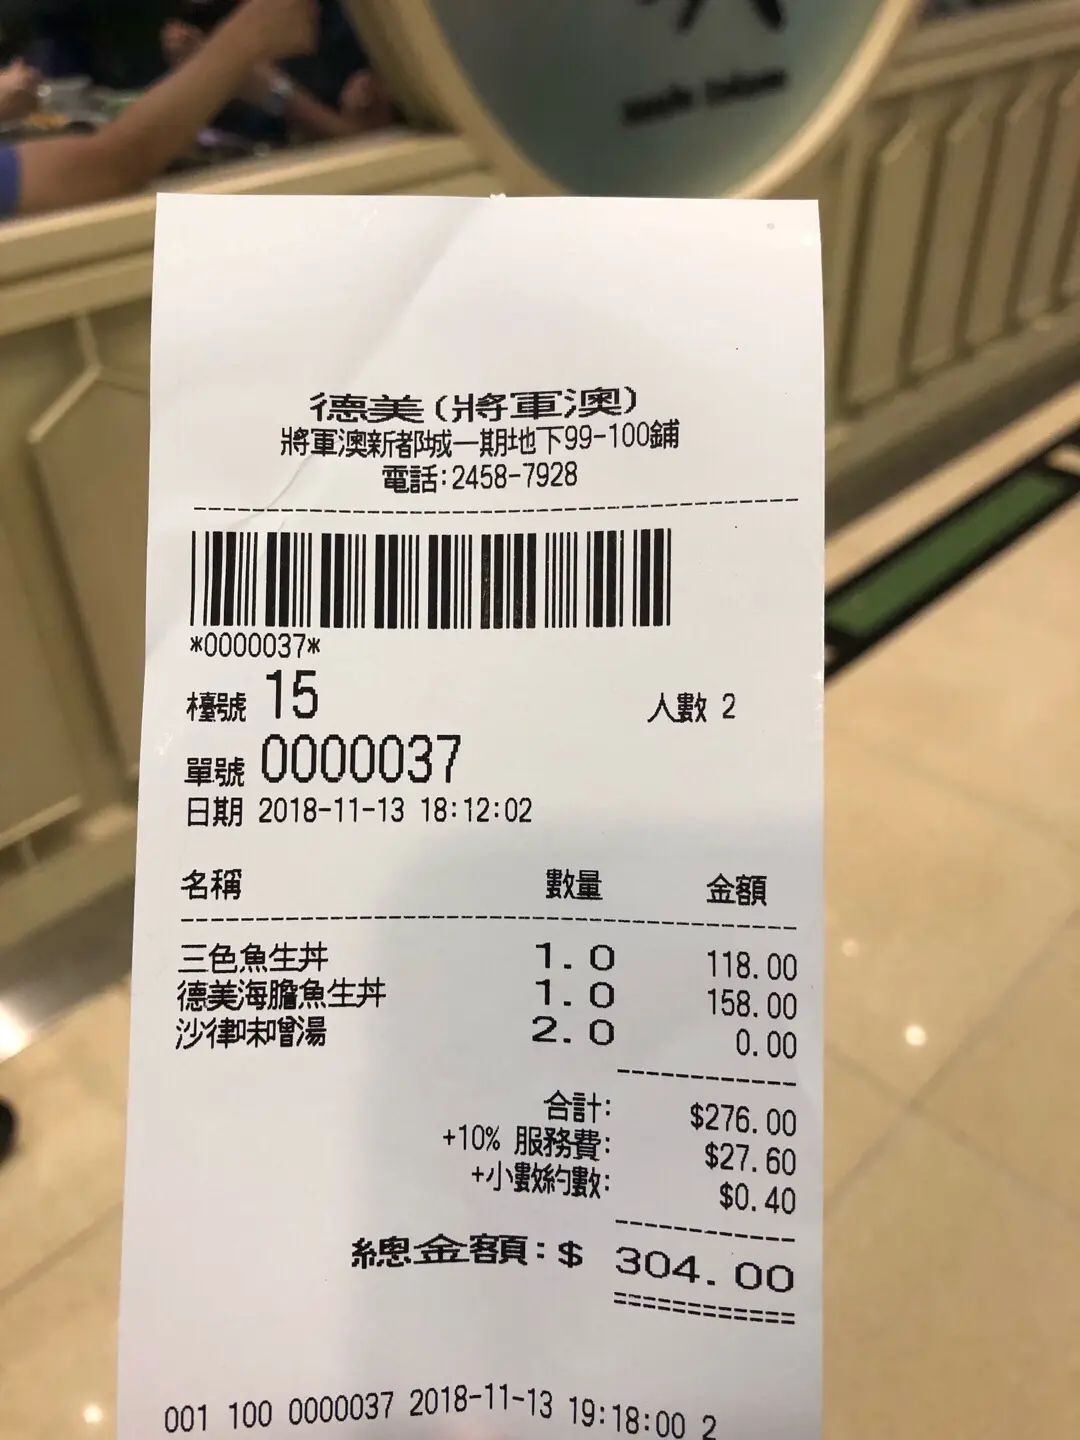 德美(將軍澳)
將軍澳新都城一期地下99-100鋪
電話:2458-7928
*0000037*
檯號 15 人數 2
單號 0000037
日期 2018-11-13 18:12:02
名稱 數量 金額
三色魚生丼 1.0 118.00
德美海膽魚生丼 1.0 158.00
沙律味噌湯 2.0 0.00
合計: $276.00
+10% 服務費: $27.60
+小數約數: $0.40
總金額:$ 304.00
001 100 0000037 2018-11-13 19:18:00 2